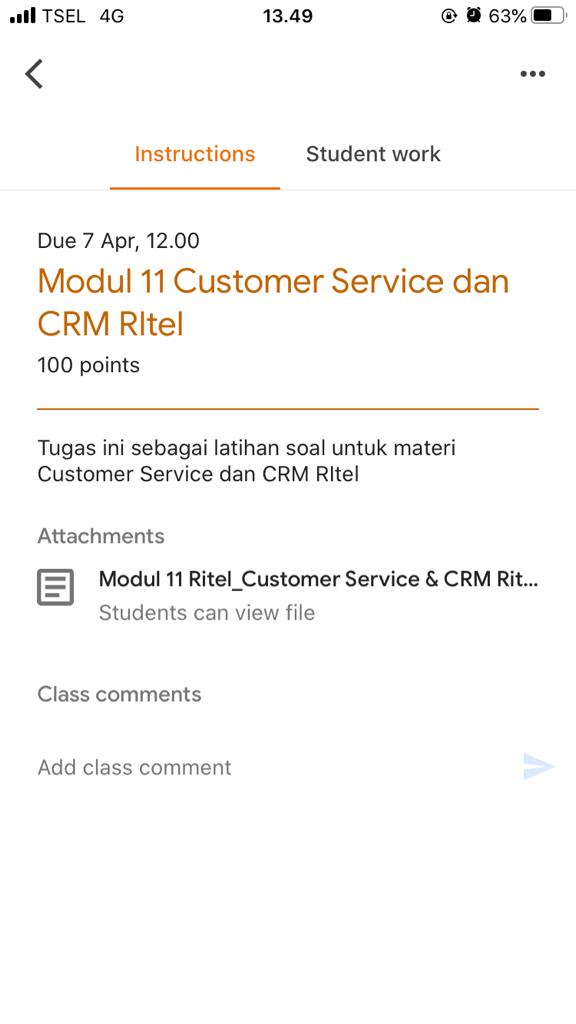 TSEL 4G 13.49 63%
Instructions Student work
Due 7 Apr, 12.00
Modul 11 Customer Service dan
CRM RItel
100 points
Tugas ini sebagai latihan soal untuk materi
Customer Service dan CRM RItel
Attachments
Modul 11 Ritel_Customer Service & CRM Rit...
Students can view file
Class comments
Add class comment